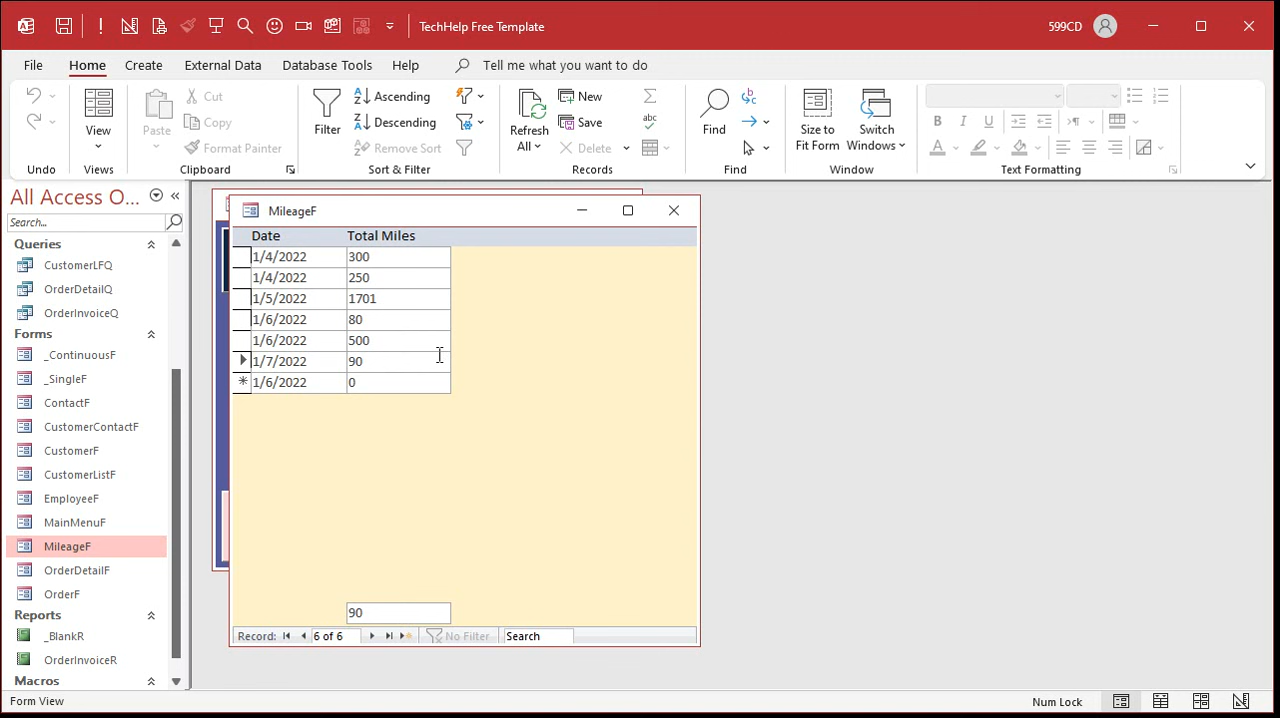 TechHelp Free Template
599CD
File Home Create External Data Database Tools Help Tell me what you want to do
Undo
View
Views
Paste
Cut
Copy
Format Painter
Clipboard
Filter
Ascending
Descending
Remove Sort
Sort & Filter
Refresh All
New
Save
Delete
Records
Find
Find
Size to Fit Form
Switch Windows
Window
Text Formatting
All Access O...
Search...
Queries
CustomerLFQ
OrderDetailQ
OrderInvoiceQ
Forms
_ContinuousF
_SingleF
ContactF
CustomerContactF
CustomerF
CustomerListF
EmployeeF
MainMenuF
MileageF
OrderDetailF
OrderF
Reports
_BlankR
OrderInvoiceR
Macros
MileageF
Date Total Miles
1/4/2022 300
1/4/2022 250
1/5/2022 1701
1/6/2022 80
1/6/2022 500
1/7/2022 90
1/6/2022 0
90
Record: 6 of 6 No Filter Search
Form View
Num Lock